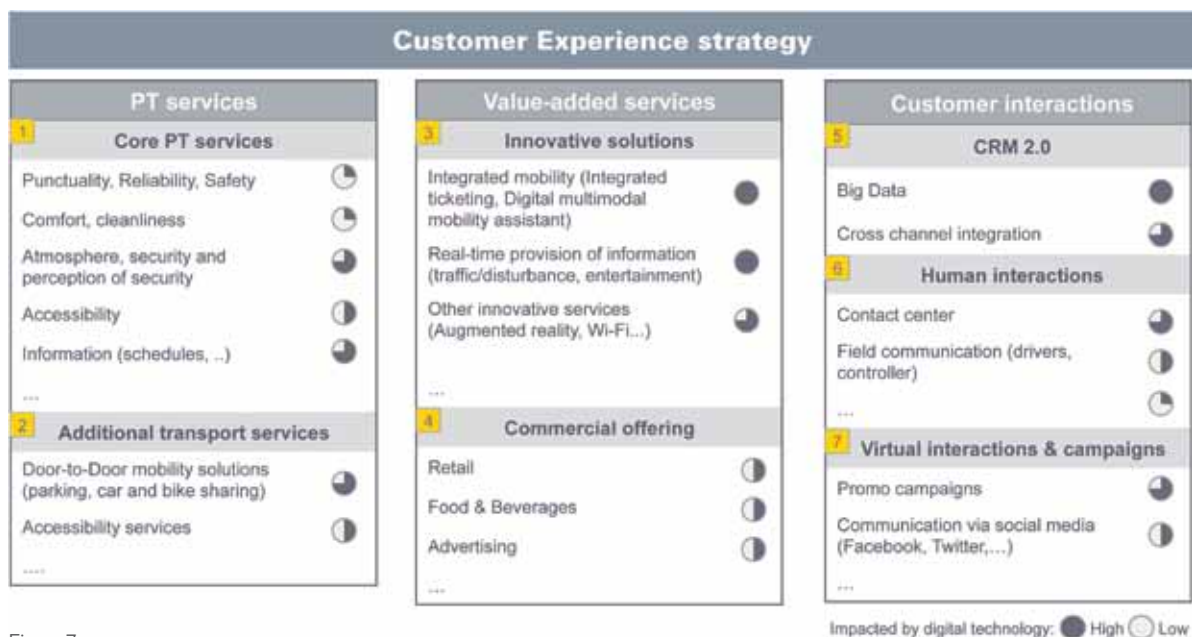 Customer Experience strategy
PT services
1
Core PT services
Punctuality, Reliability, Safety
Comfort, cleanliness
Atmosphere, security and
perception of security
Accessibility
Information (schedules, ..)
...
2
Additional transport services
Door-to-Door mobility solutions
(parking, car and bike sharing)
Accessibility services
....
Value-added services
3
Innovative solutions
Integrated mobility (Integrated
ticketing, Digital multimodal
mobility assistant)
Real-time provision of information
(traffic/disturbance, entertainment)
Other innovative services
(Augmented reality, Wi-Fi...)
...
4
Commercial offering
Retail
Food & Beverages
Advertising
...
Customer interactions
5
CRM 2.0
Big Data
Cross channel integration
6
Human interactions
Contact center
Field communication (drivers,
controller)
...
7
Virtual interactions & campaigns
Promo campaigns
Communication via social media
(Facebook, Twitter,...)
...
Impacted by digital technology: High Low